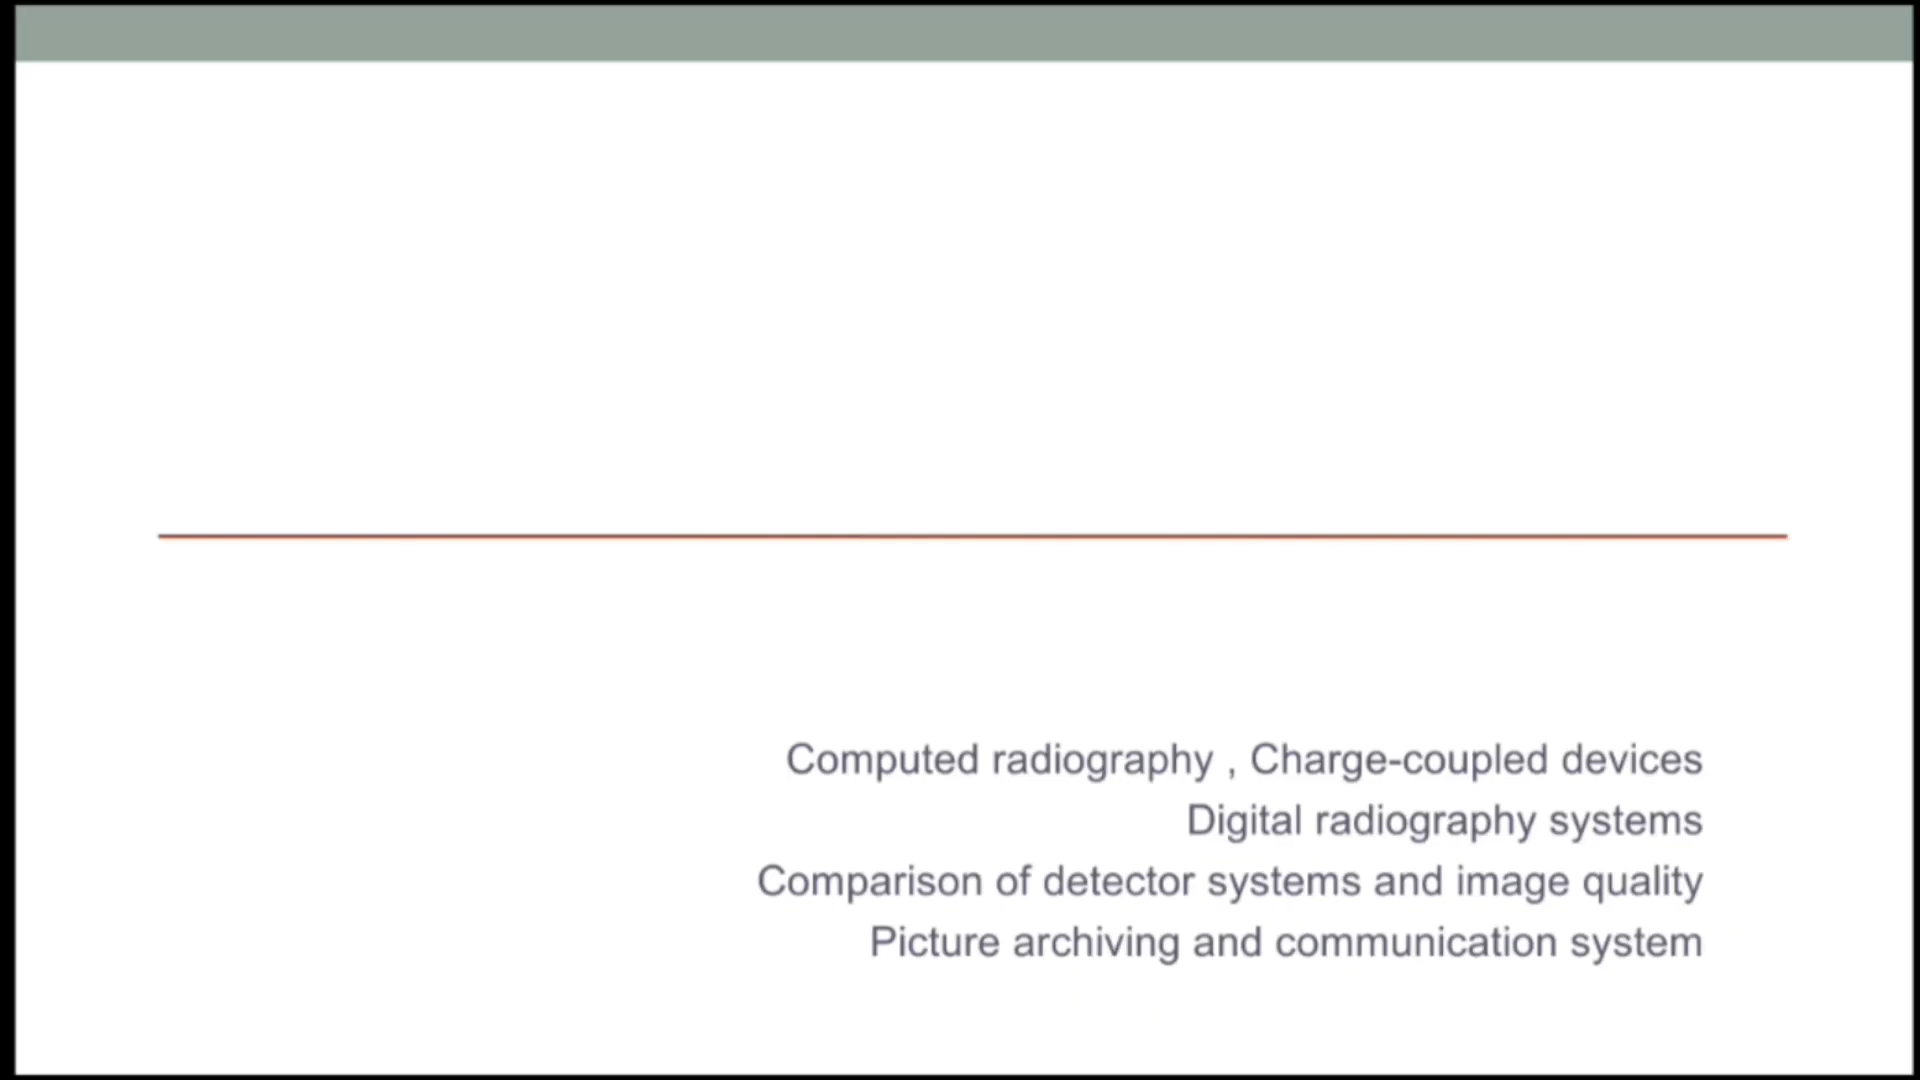 Computed radiography , Charge-coupled devices
Digital radiography systems
Comparison of detector systems and image quality
Picture archiving and communication system